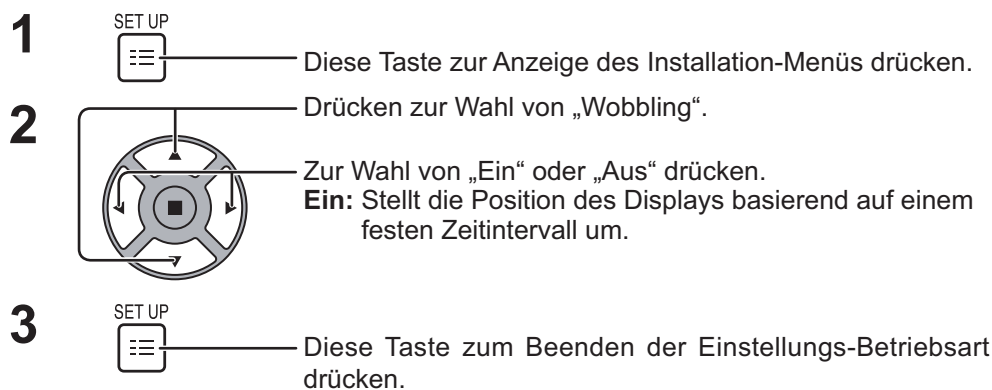 1
SET UP
Diese Taste zur Anzeige des Installation-Menüs drücken.
2
Drücken zur Wahl von „Wobbling“.
Zur Wahl von „Ein“ oder „Aus“ drücken.
Ein: Stellt die Position des Displays basierend auf einem
festen Zeitintervall um.
3
SET UP
Diese Taste zum Beenden der Einstellungs-Betriebsart
drücken.